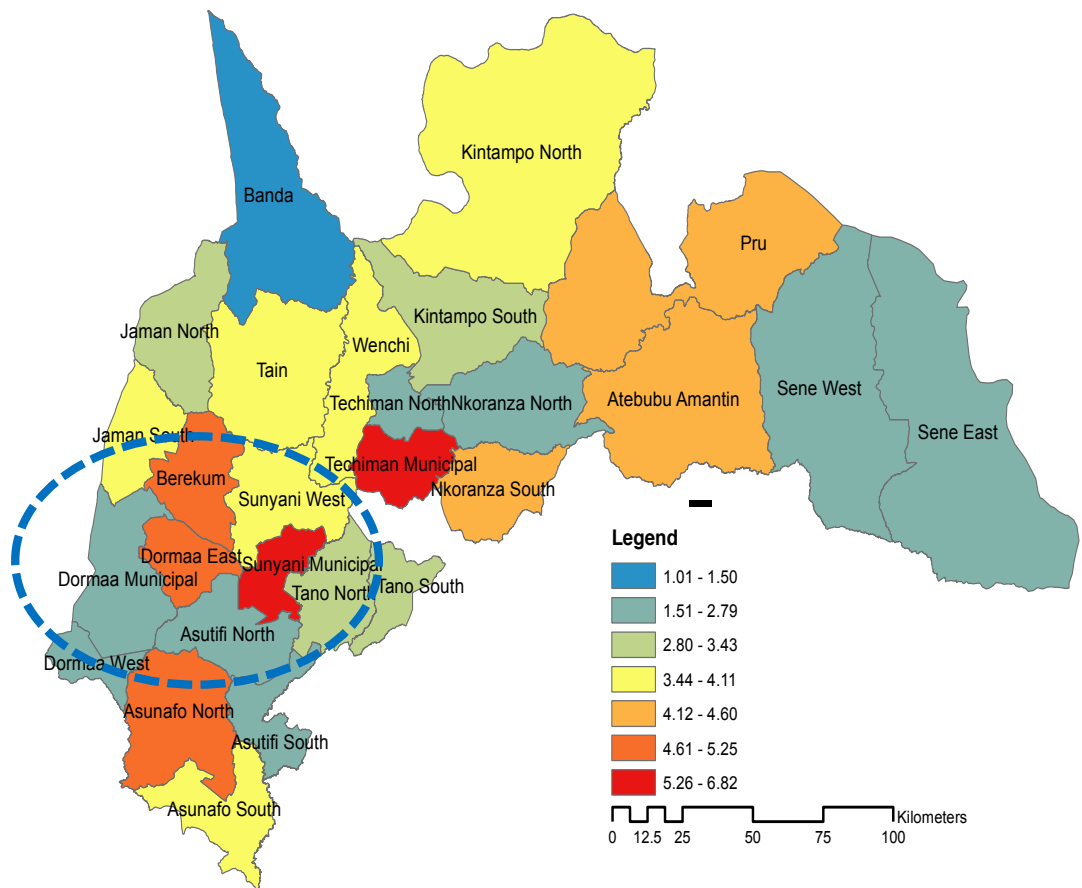 Kintampo North
Banda
Pru
Kintampo South
Jaman North
Wenchi
Tain
Sene West
Atebubu Amantin
Techiman North
Nkoranza North
Sene East
Jaman South
Techiman Municipal
Berekum
Nkoranza South
Sunyani West
Dormaa East
Sunyani Municipal
Dormaa Municipal
Tano North
Tano South
Asutifi North
Dormaa West
Asunafo North
Asutifi South
Asunafo South
Legend
1.01 - 1.50
1.51 - 2.79
2.80 - 3.43
3.44 - 4.11
4.12 - 4.60
4.61 - 5.25
5.26 - 6.82
Kilometers
0 12.5 25 50 75 100